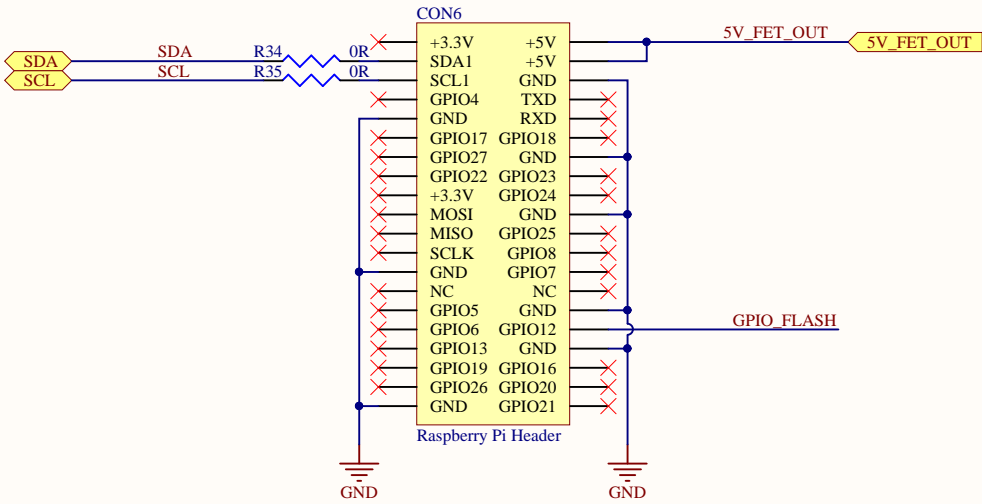 CON6
+3.3V +5V 5V_FET_OUT 5V_FET_OUT
SDA SDA R34 0R SDA1 +5V
SCL SCL R35 0R SCL1 GND
GPIO4 TXD
GND RXD
GPIO17 GPIO18
GPIO27 GND
GPIO22 GPIO23
+3.3V GPIO24
MOSI GND
MISO GPIO25
SCLK GPIO8
GND GPIO7
NC NC
GPIO5 GND
GPIO6 GPIO12 GPIO_FLASH
GPIO13 GND
GPIO19 GPIO16
GPIO26 GPIO20
GND GPIO21
Raspberry Pi Header
GND GND